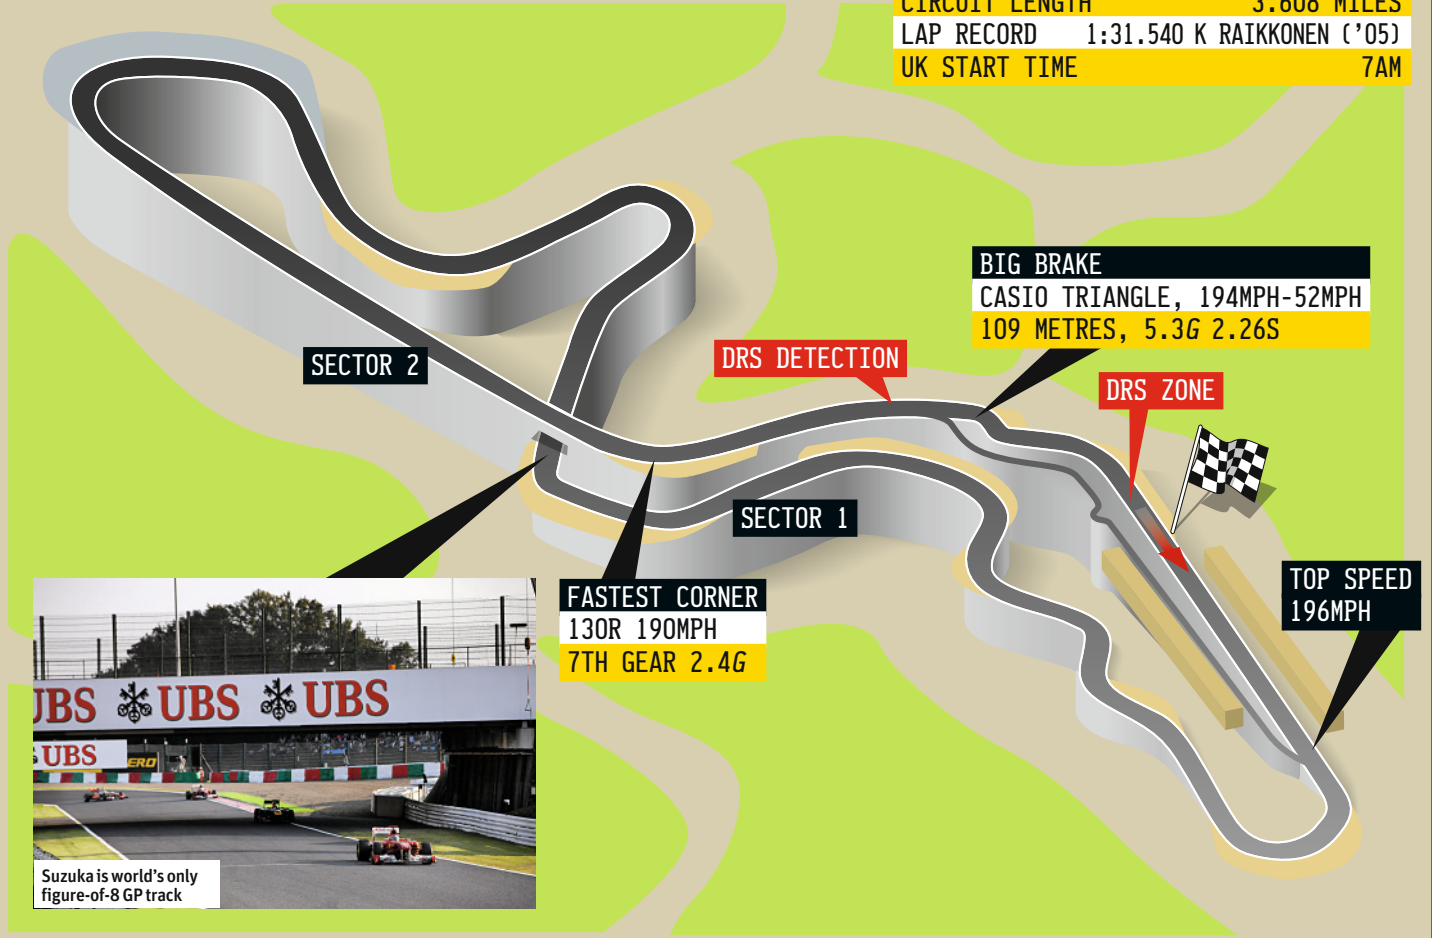 CIRCUIT LENGTH 3.608 MILES
LAP RECORD 1:31.540 K RAIKKONEN ('05)
UK START TIME 7AM
BIG BRAKE
CASIO TRIANGLE, 194MPH-52MPH
109 METRES, 5.3G 2.26S
SECTOR 2
DRS DETECTION
DRS ZONE
SECTOR 1
TOP SPEED
196MPH
FASTEST CORNER
130R 190MPH
7TH GEAR 2.4G
UBS UBS UBS
UBS
ERO
Suzuka is world's only
figure-of-8 GP track